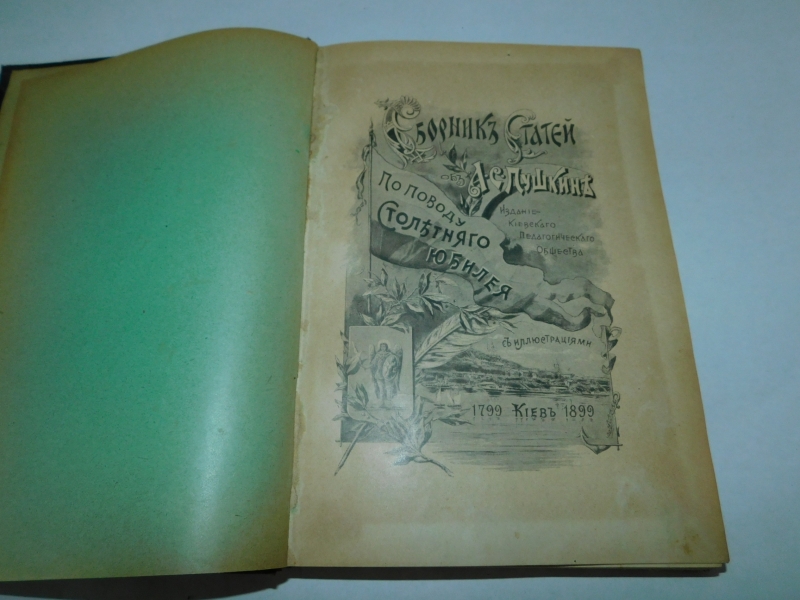 Сборникъ Статей
объ А. С. Пушкинѣ
По поводу
Столѣтняго
Юбилея
Изданіе
Кіевскаго
Педагогическаго
Общества
Съ иллюстраціями
1799 Кіевъ 1899